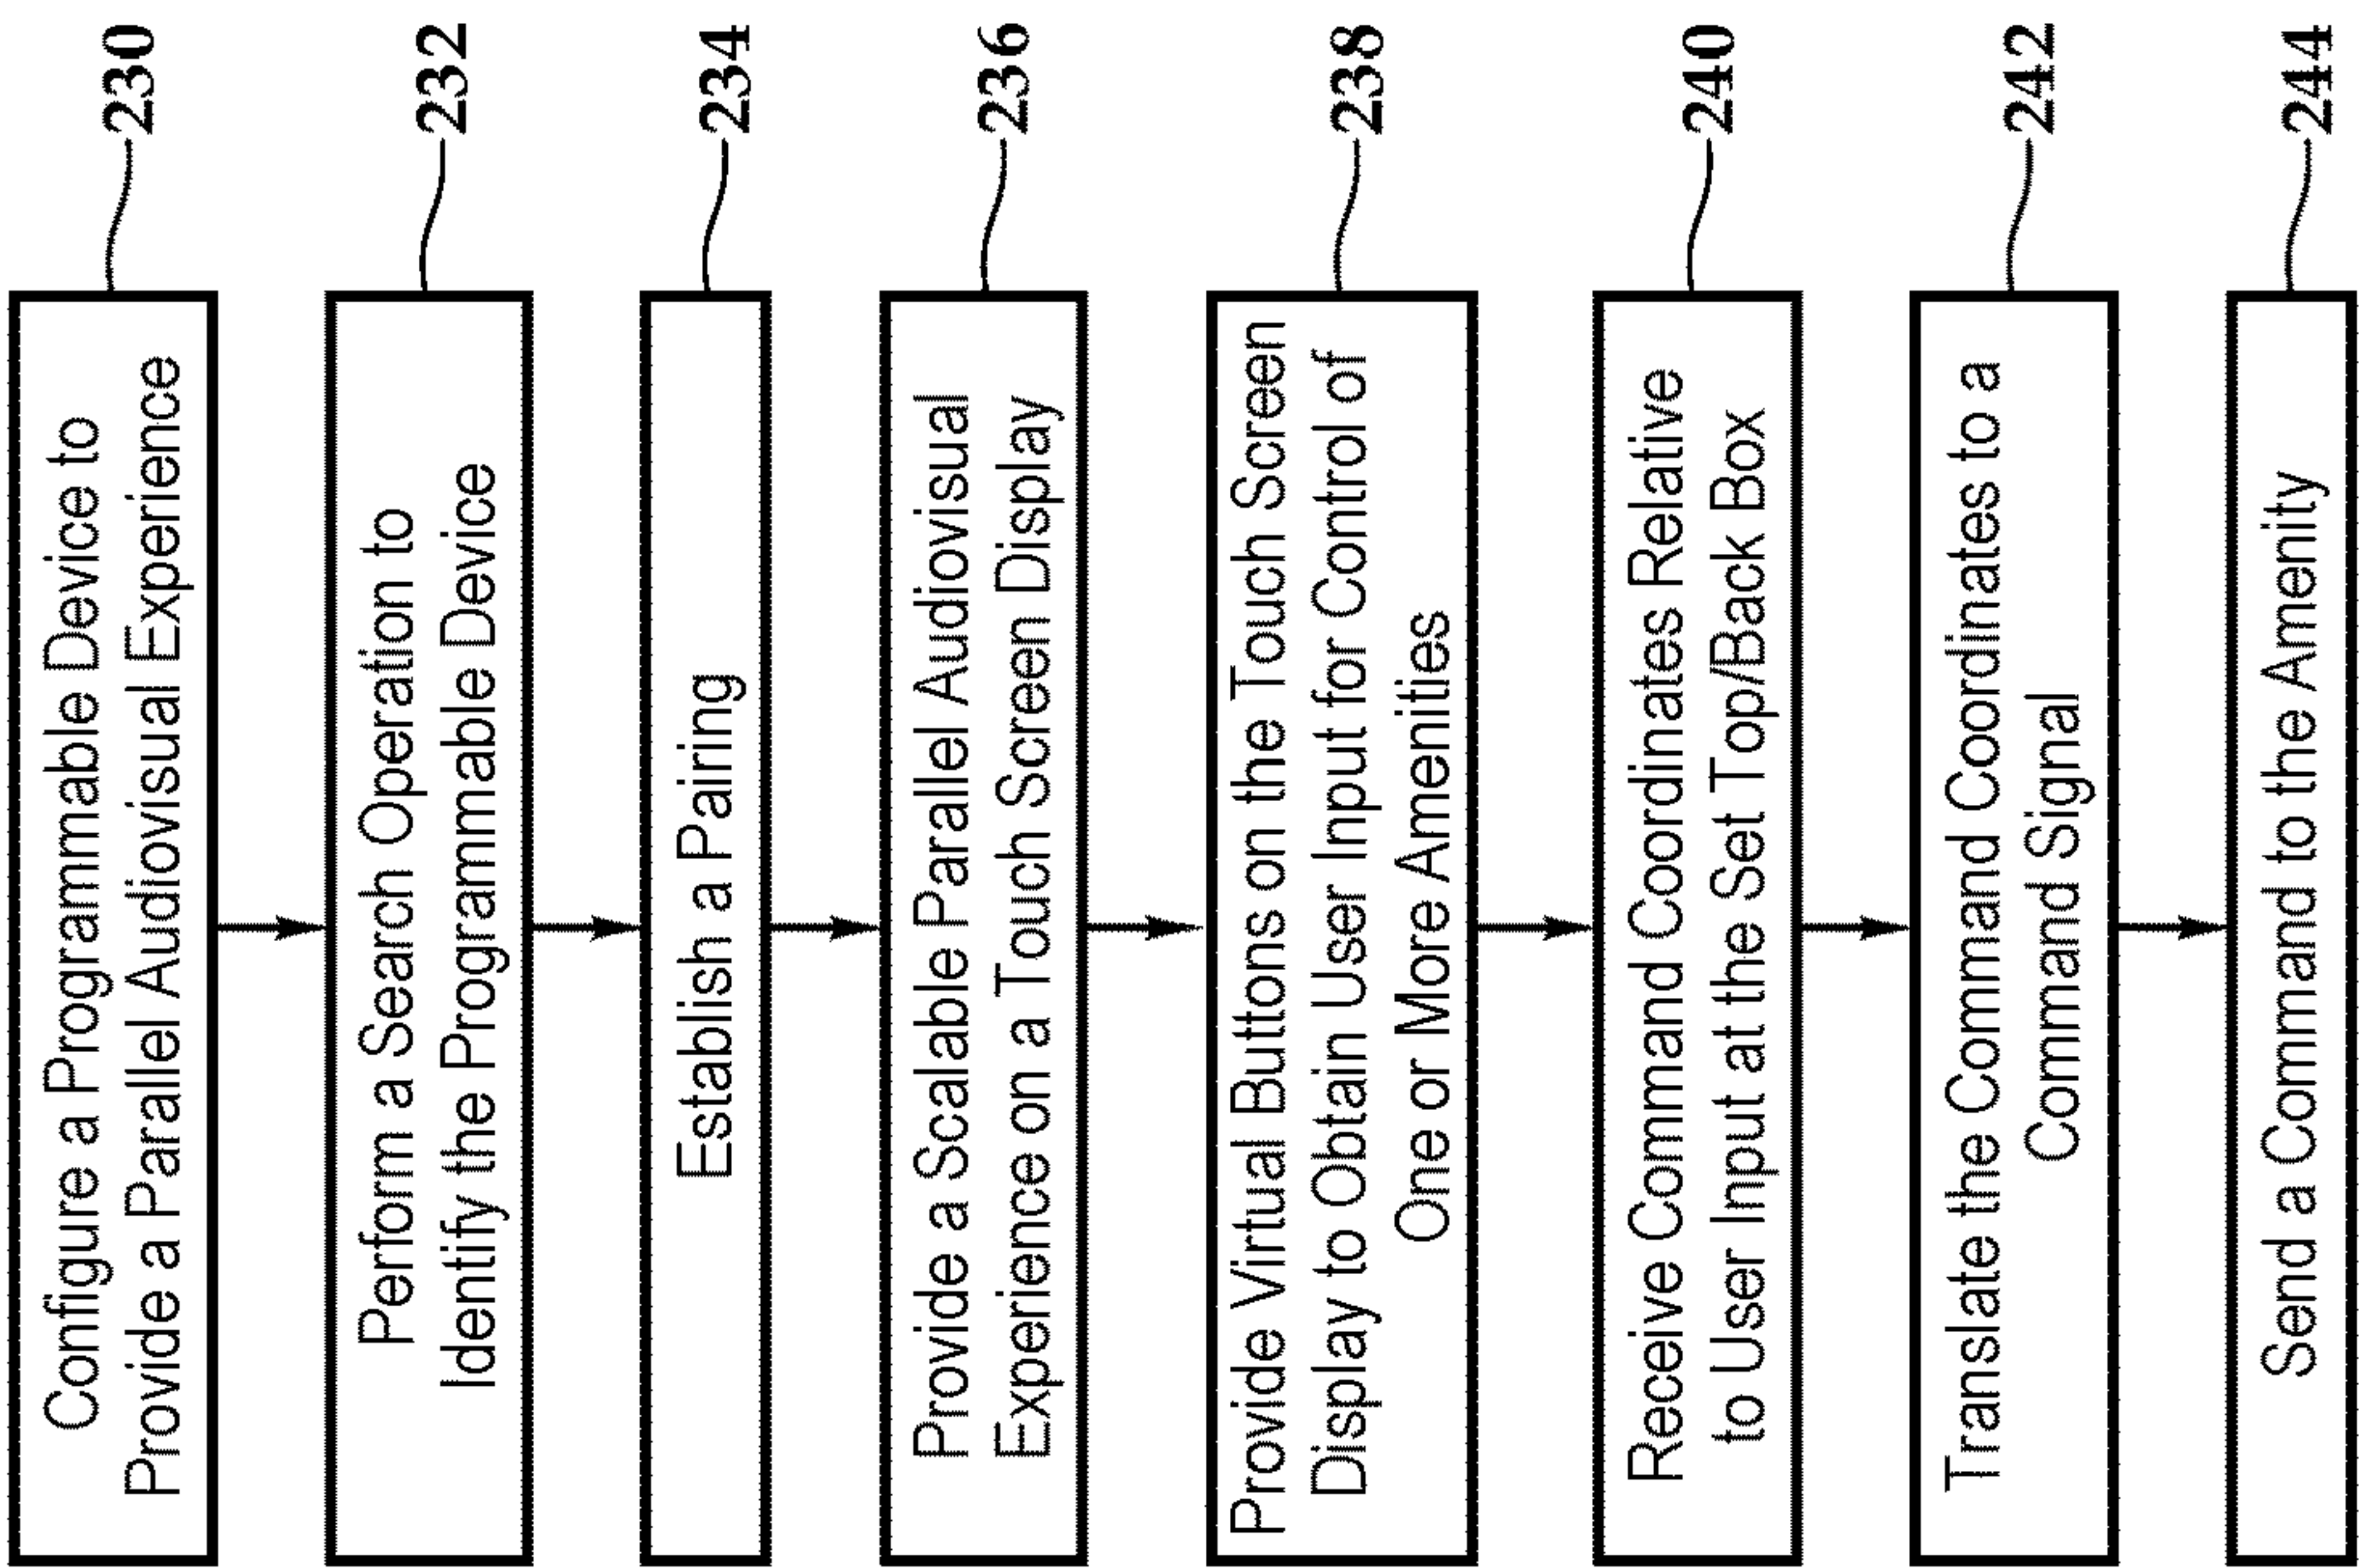 Configure a Programmable Device to
Provide a Parallel Audiovisual Experience
230
Perform a Search Operation to
Identify the Programmable Device
232
Establish a Pairing
234
Provide a Scalable Parallel Audiovisual
Experience on a Touch Screen Display
236
Provide Virtual Buttons on the Touch Screen
Display to Obtain User Input for Control of
One or More Amenities
238
Receive Command Coordinates Relative
to User Input at the Set Top/Back Box
240
Translate the Command Coordinates to a
Command Signal
242
Send a Command to the Amenity
244